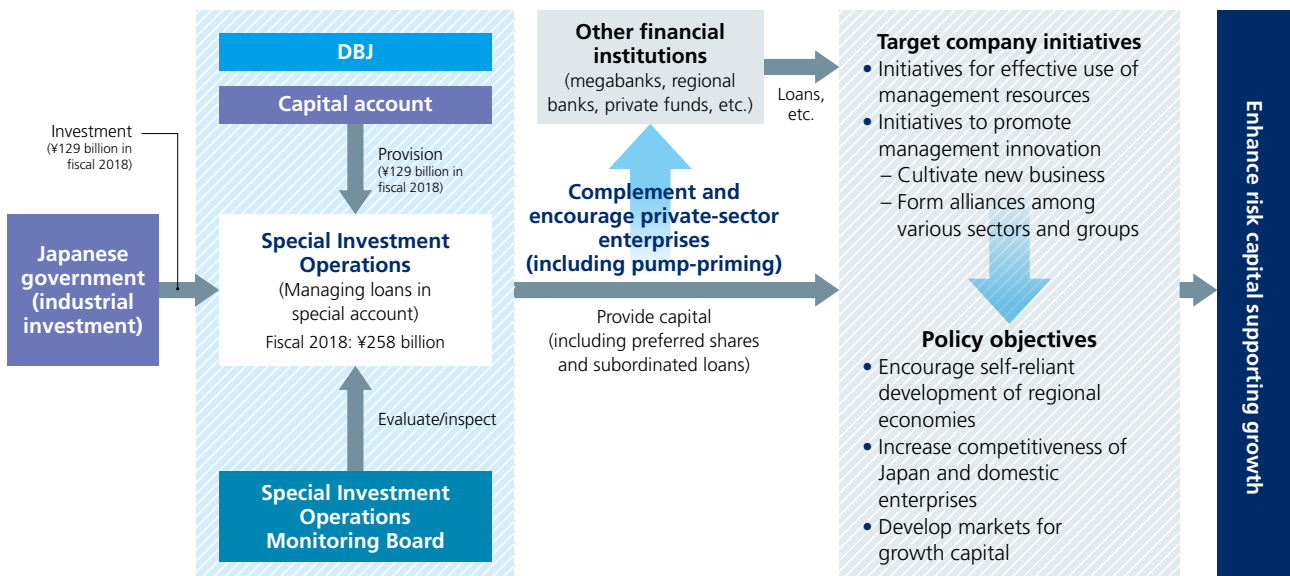 DBJ
Capital account
Investment
(¥129 billion in
fiscal 2018)
Provision
(¥129 billion in
fiscal 2018)
Japanese
government
(industrial
investment)
Special Investment
Operations
(Managing loans in
special account)
Fiscal 2018: ¥258 billion
Evaluate/inspect
Special Investment
Operations
Monitoring Board
Other financial
institutions
(megabanks, regional
banks, private funds, etc.)
Loans,
etc.
Complement and
encourage private-sector
enterprises
(including pump-priming)
Provide capital
(including preferred shares
and subordinated loans)
Target company initiatives
• Initiatives for effective use of
management resources
• Initiatives to promote
management innovation
– Cultivate new business
– Form alliances among
various sectors and groups
Policy objectives
• Encourage self-reliant
development of regional
economies
• Increase competitiveness of
Japan and domestic
enterprises
• Develop markets for
growth capital
Enhance risk capital supporting growth